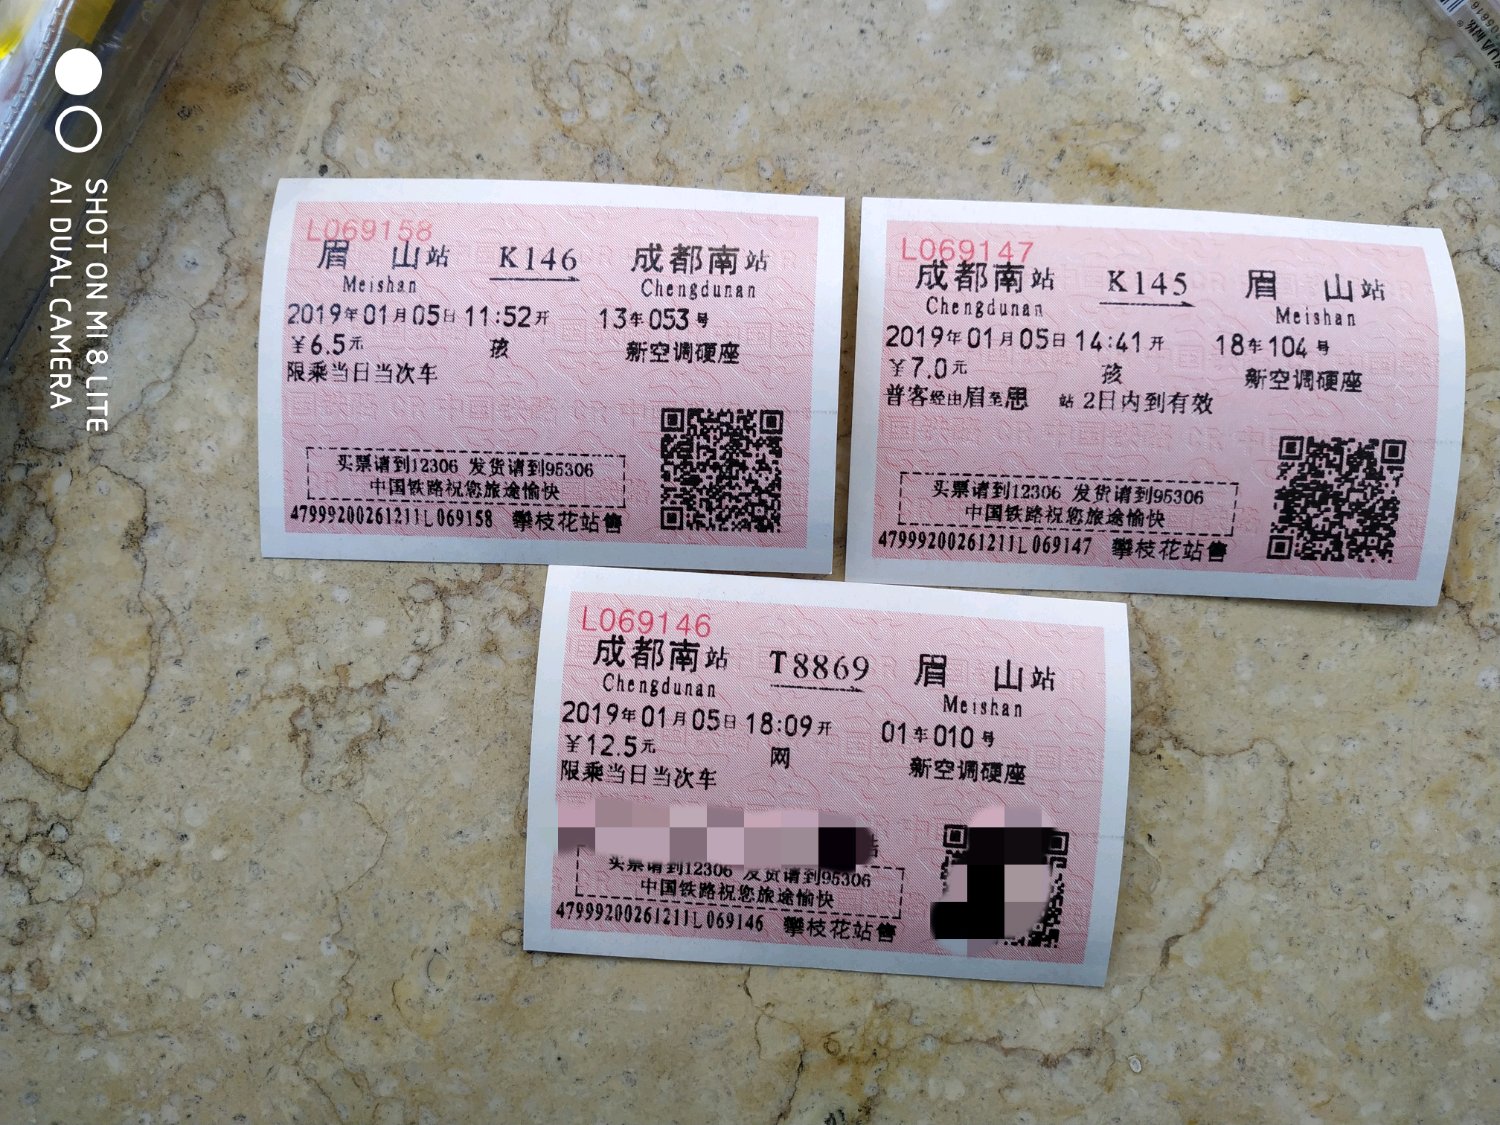 SHOT ON MI 8 LITE
AI DUAL CAMERA
L069158
眉 山站 K146 成都南站
Meishan Chengdunan
2019年01月05日 11:52开 13车053号
¥6.5元 孩 新空调硬座
限乘当日当次车
买票请到12306 发货请到95306
中国铁路祝您旅途愉快
47999200261211L069158 攀枝花站售
L069147
成都南站 K145 眉 山站
Chengdunan Meishan
2019年01月05日 14:41开 18车104号
¥7.0元 孩 新空调硬座
普客经由眉至思 站 2日内到有效
买票请到12306 发货请到95306
中国铁路祝您旅途愉快
47999200261211L069147 攀枝花站售
L069146
成都南站 T8869 眉 山站
Chengdunan Meishan
2019年01月05日 18:09开 01车010号
¥12.5元 网 新空调硬座
限乘当日当次车
买票请到12306 发货请到95306
中国铁路祝您旅途愉快
47999200261211L069146 攀枝花站售